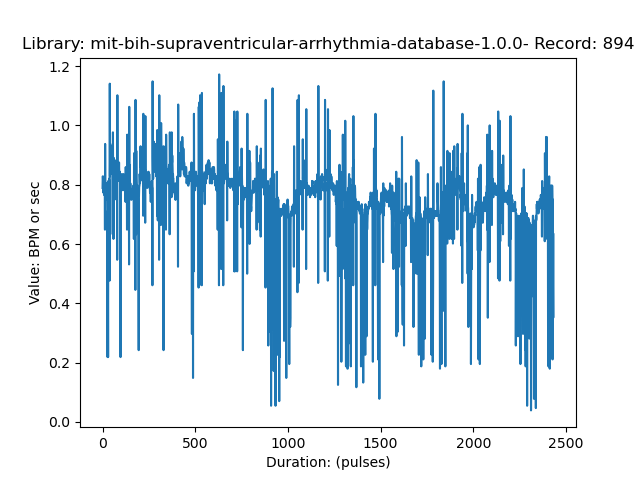 Library: mit-bih-supraventricular-arrhythmia-database-1.0.0- Record: 894
1.2
1.0
0.8
0.6
0.4
0.2
0.0
Value: BPM or sec
0 500 1000 1500 2000 2500
Duration: (pulses)